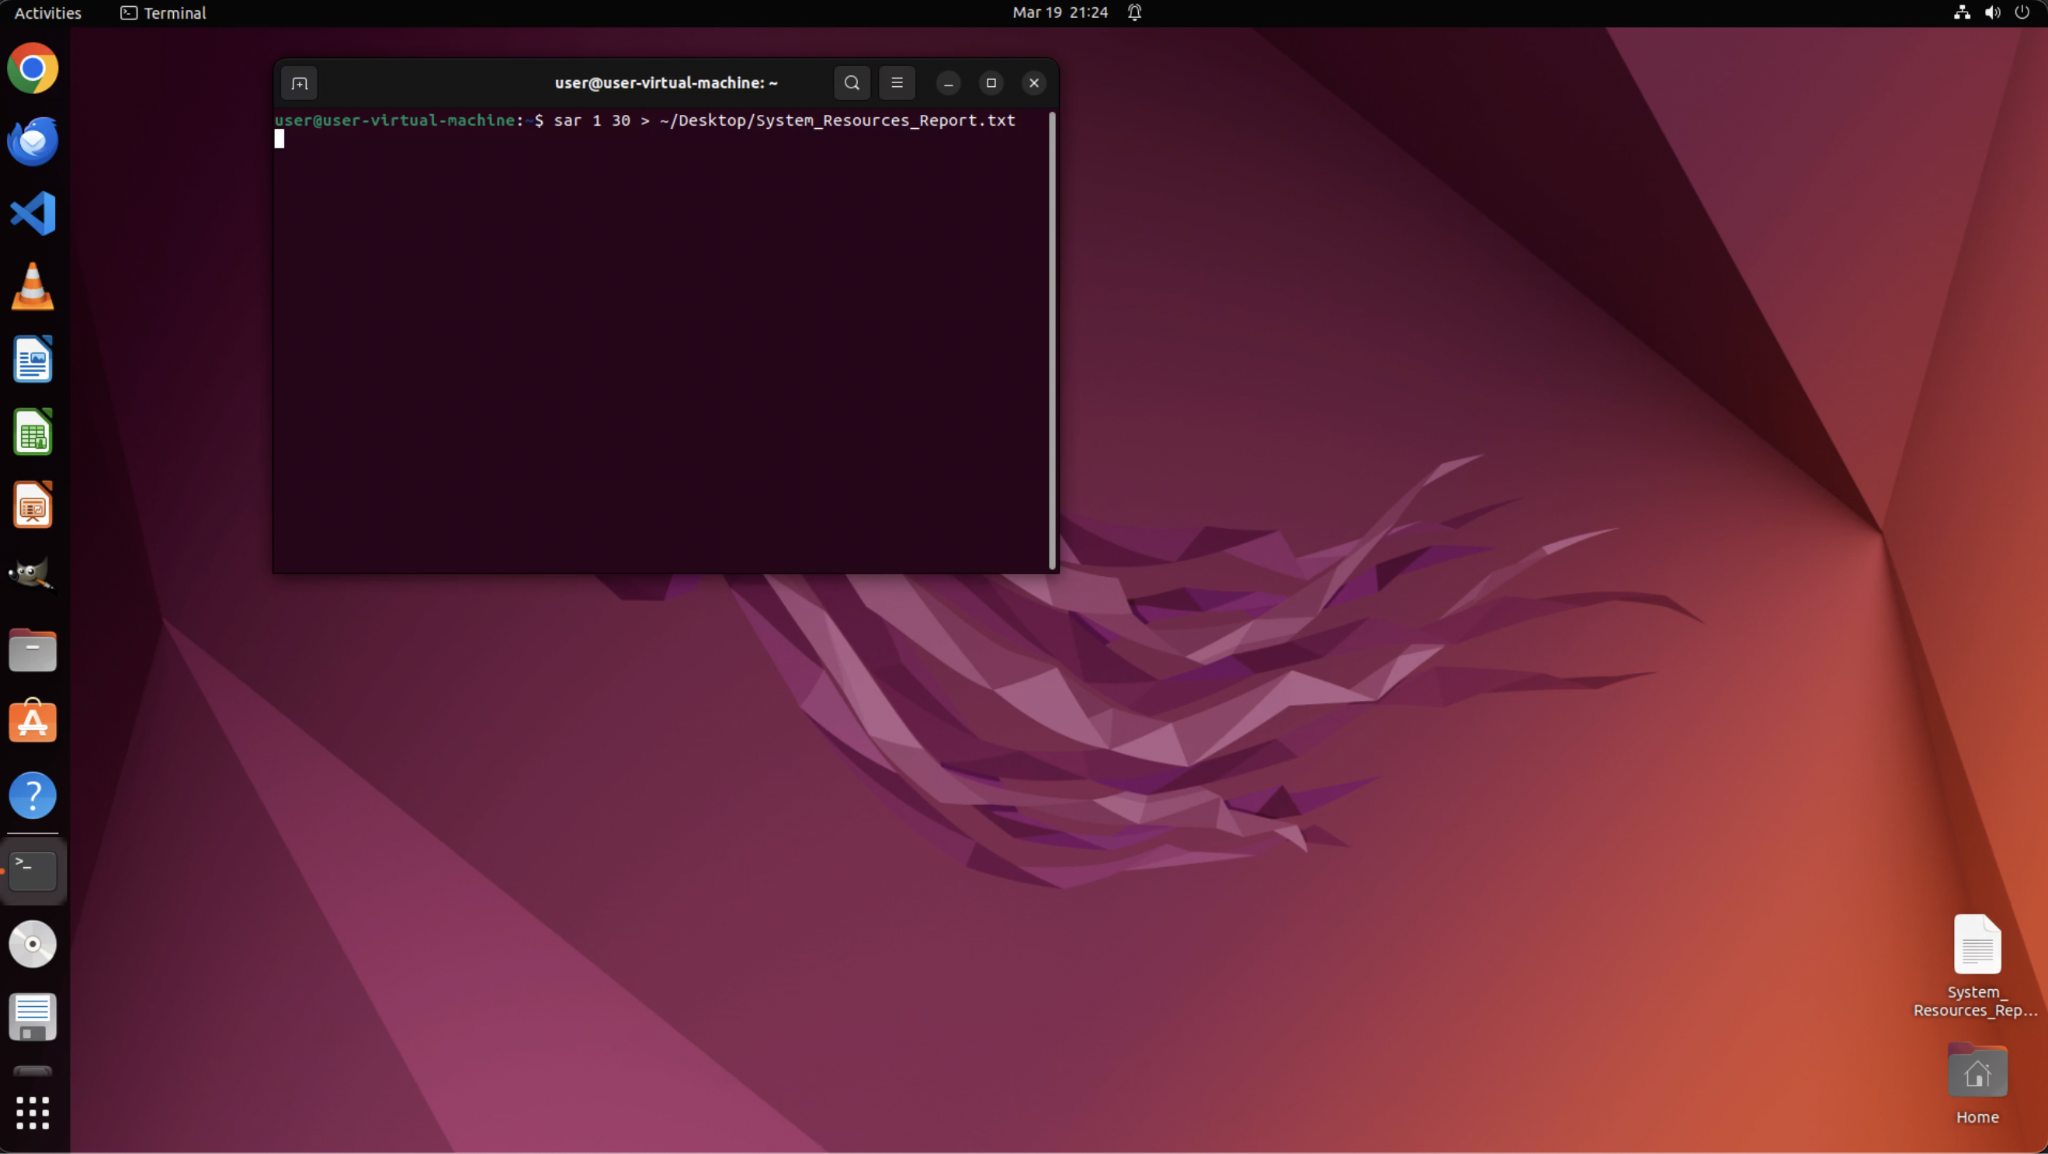 Activities
Terminal
Mar 19 21:24
user@user-virtual-machine: ~
user@user-virtual-machine:~$ sar 1 30 > ~/Desktop/System_Resources_Report.txt
System_
Resources_Rep...
Home